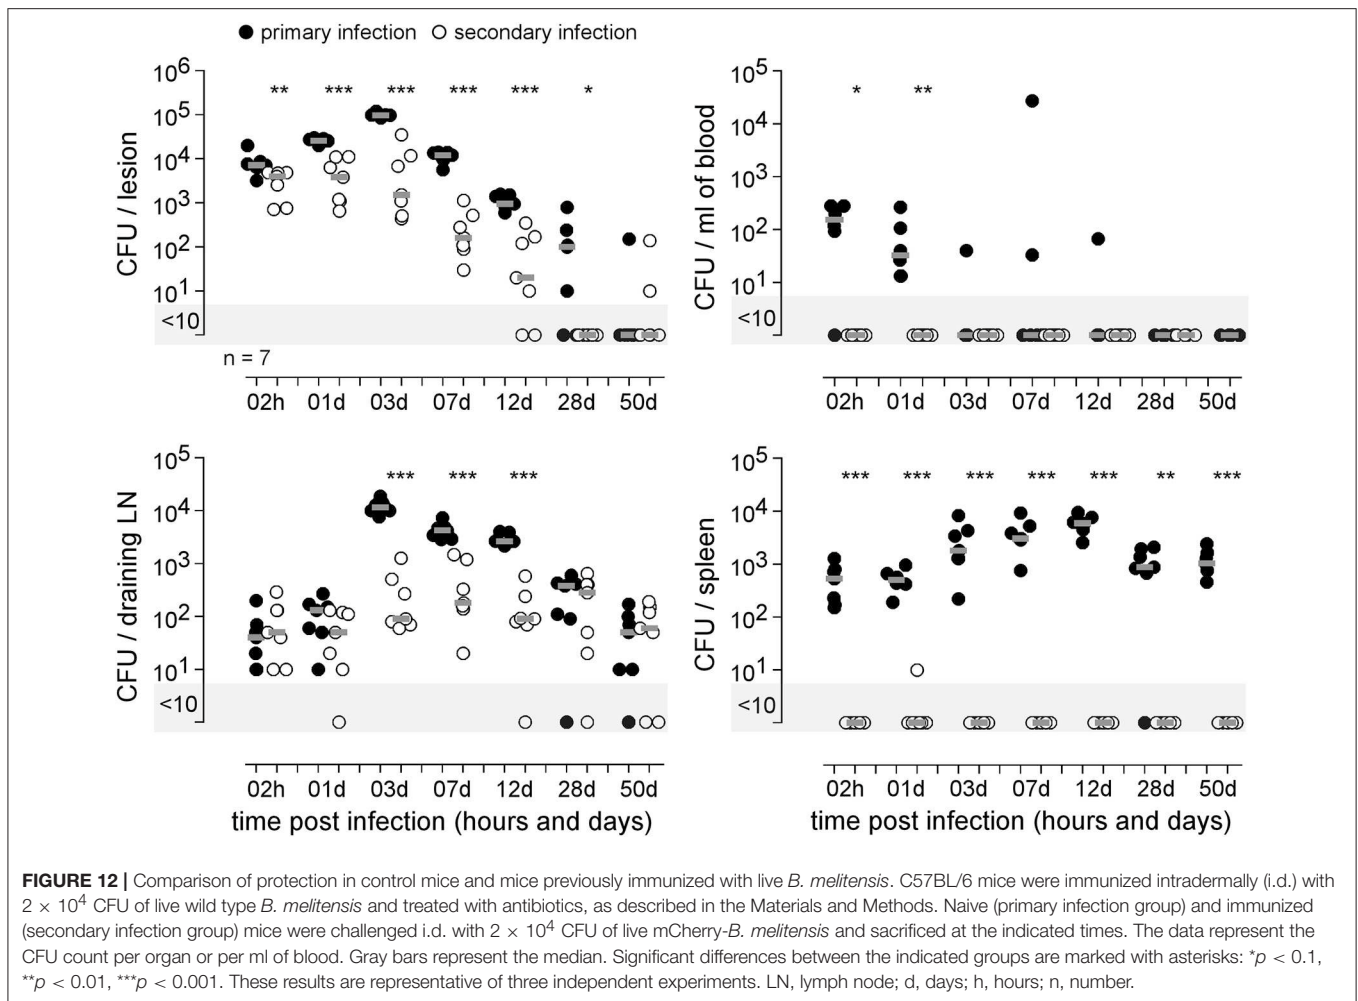 ● primary infection ○ secondary infection
CFU / lesion
10⁶
10⁵
10⁴
10³
10²
10¹
<10
** *** *** *** *** *
n = 7
02h 01d 03d 07d 12d 28d 50d
CFU / ml of blood
10⁵
10⁴
10³
10²
10¹
<10
* **
02h 01d 03d 07d 12d 28d 50d
CFU / draining LN
10⁵
10⁴
10³
10²
10¹
<10
*** *** ***
02h 01d 03d 07d 12d 28d 50d
time post infection (hours and days)
CFU / spleen
10⁵
10⁴
10³
10²
10¹
<10
*** *** *** *** *** ** ***
02h 01d 03d 07d 12d 28d 50d
time post infection (hours and days)
FIGURE 12 | Comparison of protection in control mice and mice previously immunized with live B. melitensis. C57BL/6 mice were immunized intradermally (i.d.) with
2 × 10⁴ CFU of live wild type B. melitensis and treated with antibiotics, as described in the Materials and Methods. Naive (primary infection group) and immunized
(secondary infection group) mice were challenged i.d. with 2 × 10⁴ CFU of live mCherry-B. melitensis and sacrificed at the indicated times. The data represent the
CFU count per organ or per ml of blood. Gray bars represent the median. Significant differences between the indicated groups are marked with asterisks: *p < 0.1,
**p < 0.01, ***p < 0.001. These results are representative of three independent experiments. LN, lymph node; d, days; h, hours; n, number.